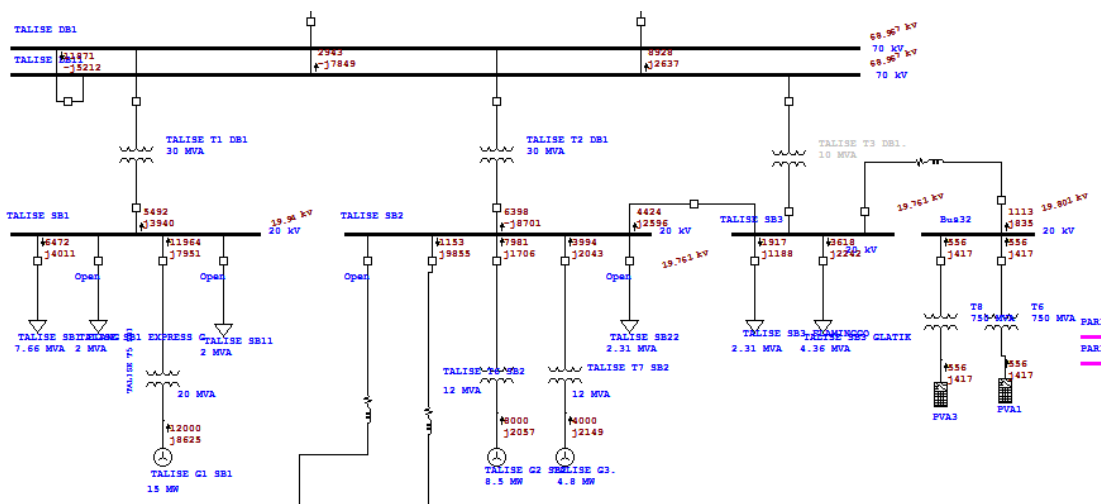 TALISE DB1
68.967 kV
70 kV
TALISE DB11
11871
-j5212
2943
-j7849
8928
j2637
68.967 kV
70 kV
TALISE T1 DB1
30 MVA
TALISE T2 DB1
30 MVA
TALISE T3 DB1.
10 MVA
TALISE SB1
5492
j3940
19.94 kV
20 kV
TALISE SB2
6398
-j8701
4424
j2596
20 kV
19.761 kV
TALISE SB3
19.761 kV
20 kV
Bus32
1113
j835
19.801 kV
20 kV
6472
j4011
Open
11964
j7951
Open
1153
j9855
7981
j1706
3994
j2043
Open
1917
j1188
3618
j2242
556
j417
556
j417
7.66 MVA
SB1 EXPRESS G
2 MVA
TALISE SB11
2 MVA
TALISE SB22
2.31 MVA
TALISE SB3 FLAMINGGO
2.31 MVA
TALISE SB3 GLATIK
4.36 MVA
T8
750 MVA
T6
750 MVA
PAR
PAR
20 MVA
TALISE T6 SB2
12 MVA
TALISE T7 SB2
12 MVA
556
j417
556
j417
PVA3
PVA1
12000
j8625
8000
j2057
4000
j2149
TALISE G1 SB1
15 MW
TALISE G2
8.5 MW
TALISE G3.
4.8 MW